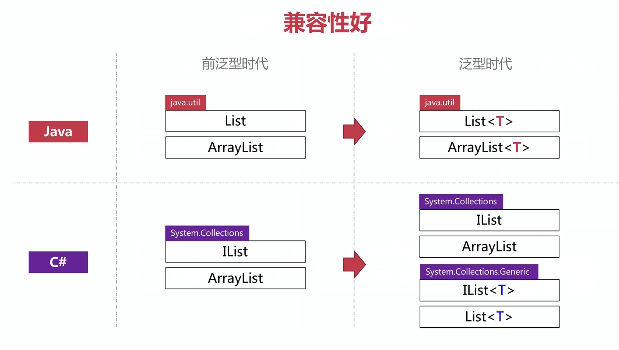 兼容性好
前泛型时代
泛型时代
Java
java.util
List
ArrayList
java.util
List<T>
ArrayList<T>
C#
System.Collections
IList
ArrayList
System.Collections
IList
ArrayList
System.Collections.Generic
IList<T>
List<T>